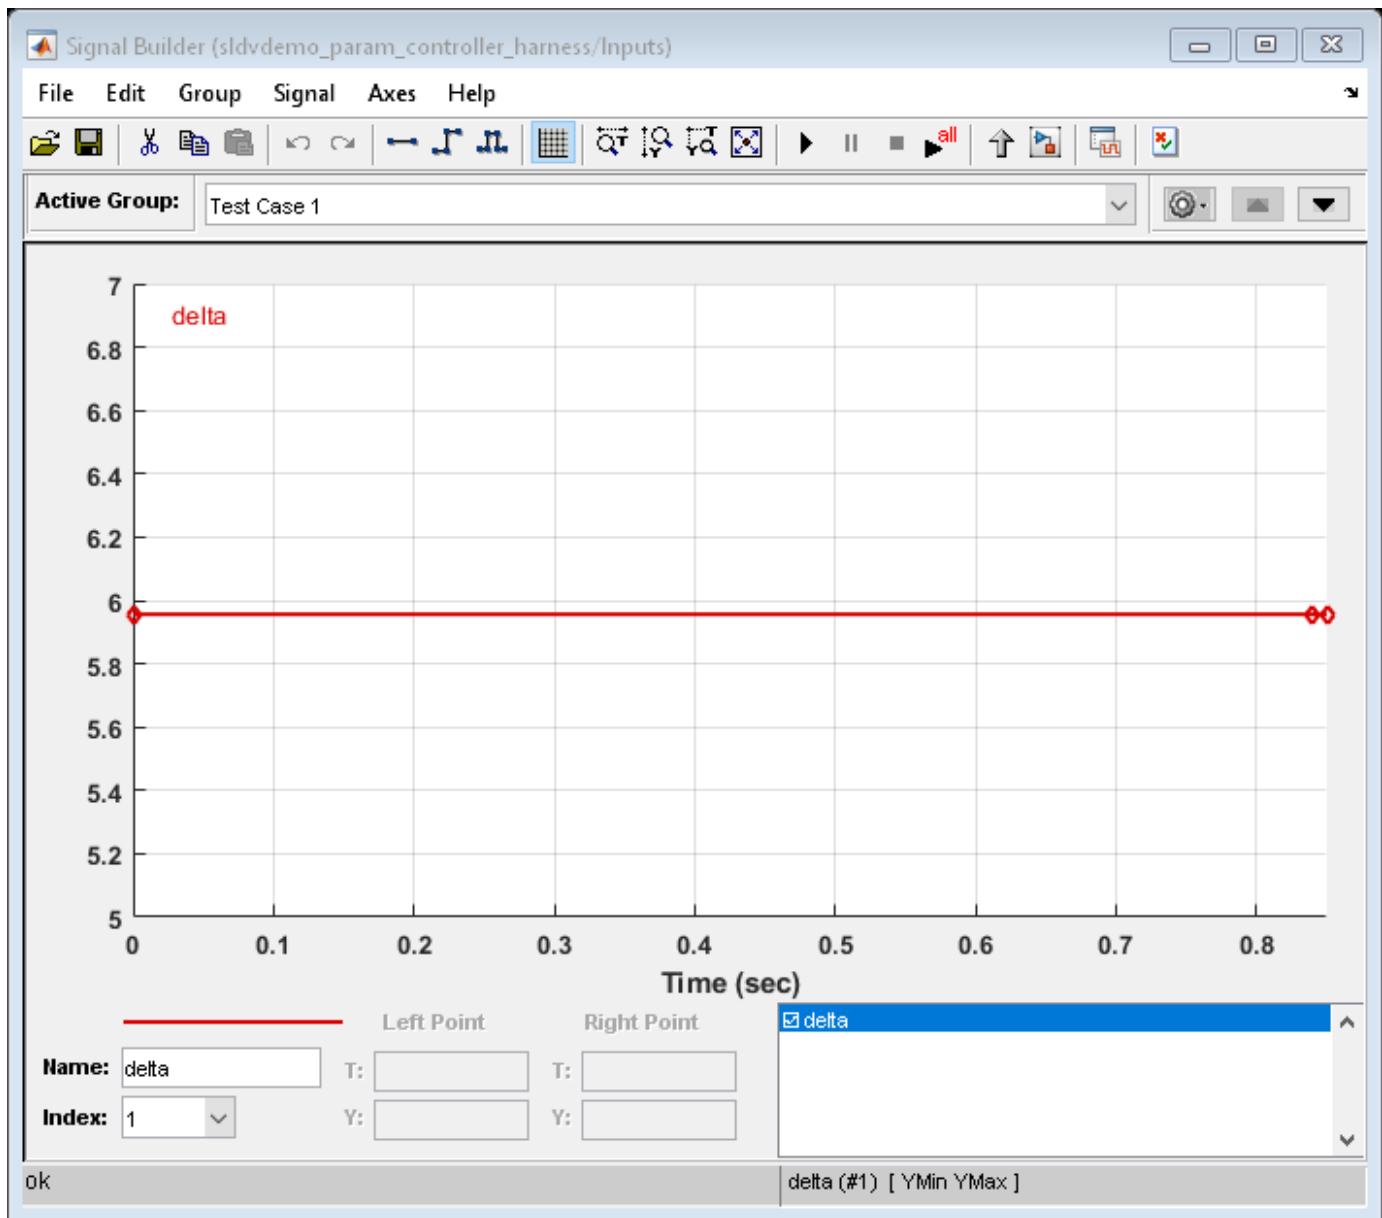 Signal Builder (sldvdemo_param_controller_harness/Inputs)
File Edit Group Signal Axes Help
all
Active Group: Test Case 1
7
delta
6.8
6.6
6.4
6.2
6
5.8
5.6
5.4
5.2
5
0 0.1 0.2 0.3 0.4 0.5 0.6 0.7 0.8
Time (sec)
Left Point Right Point
delta
Name: delta T: T:
Index: 1 Y: Y:
ok delta (#1) [ YMin YMax ]